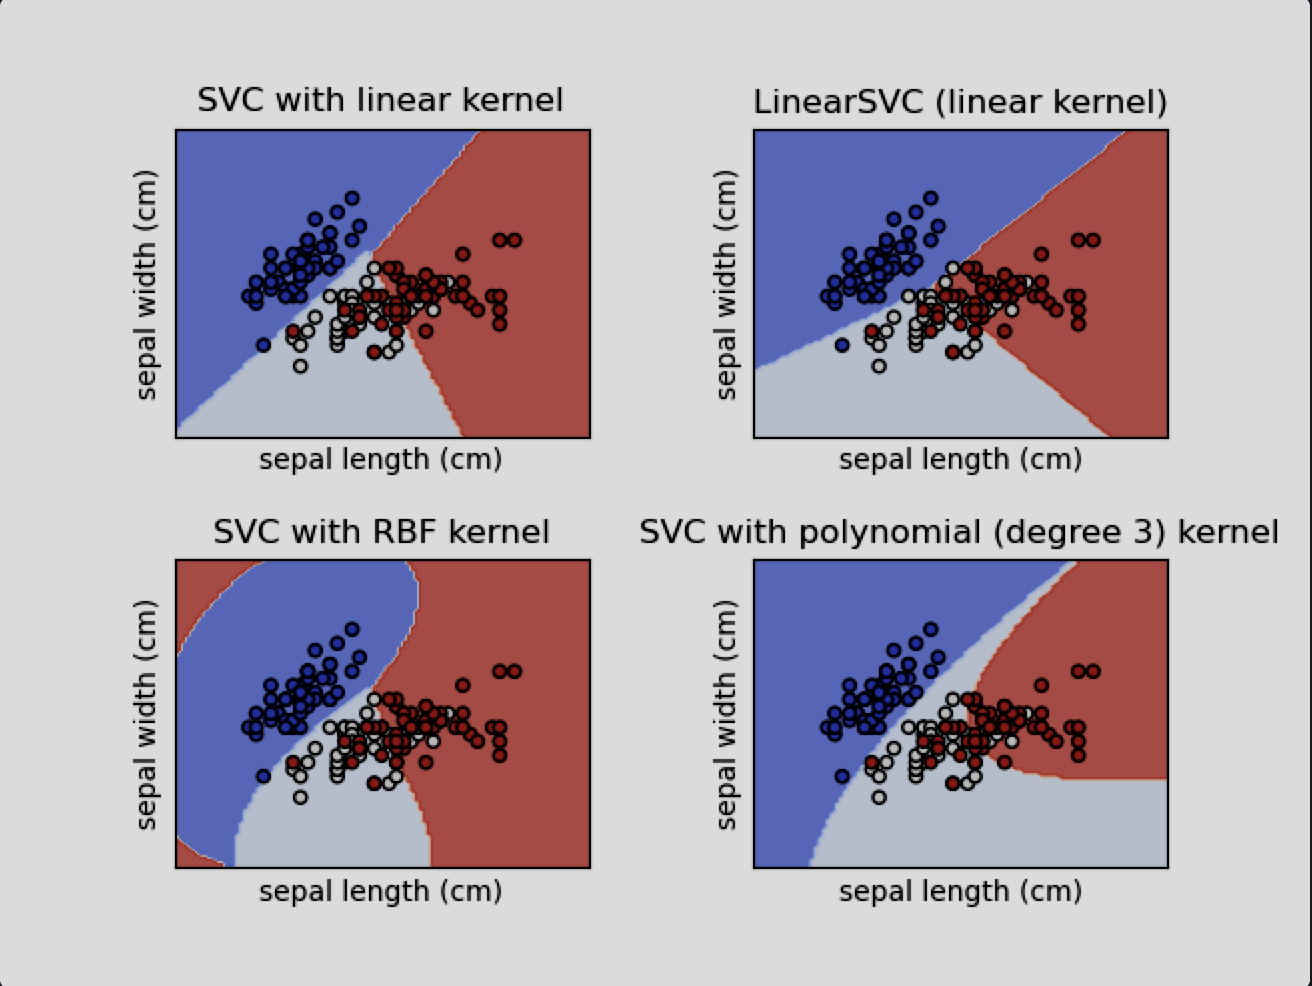 SVC with linear kernel
LinearSVC (linear kernel)
sepal width (cm)
sepal length (cm)
sepal width (cm)
sepal length (cm)
SVC with RBF kernel
SVC with polynomial (degree 3) kernel
sepal width (cm)
sepal length (cm)
sepal width (cm)
sepal length (cm)